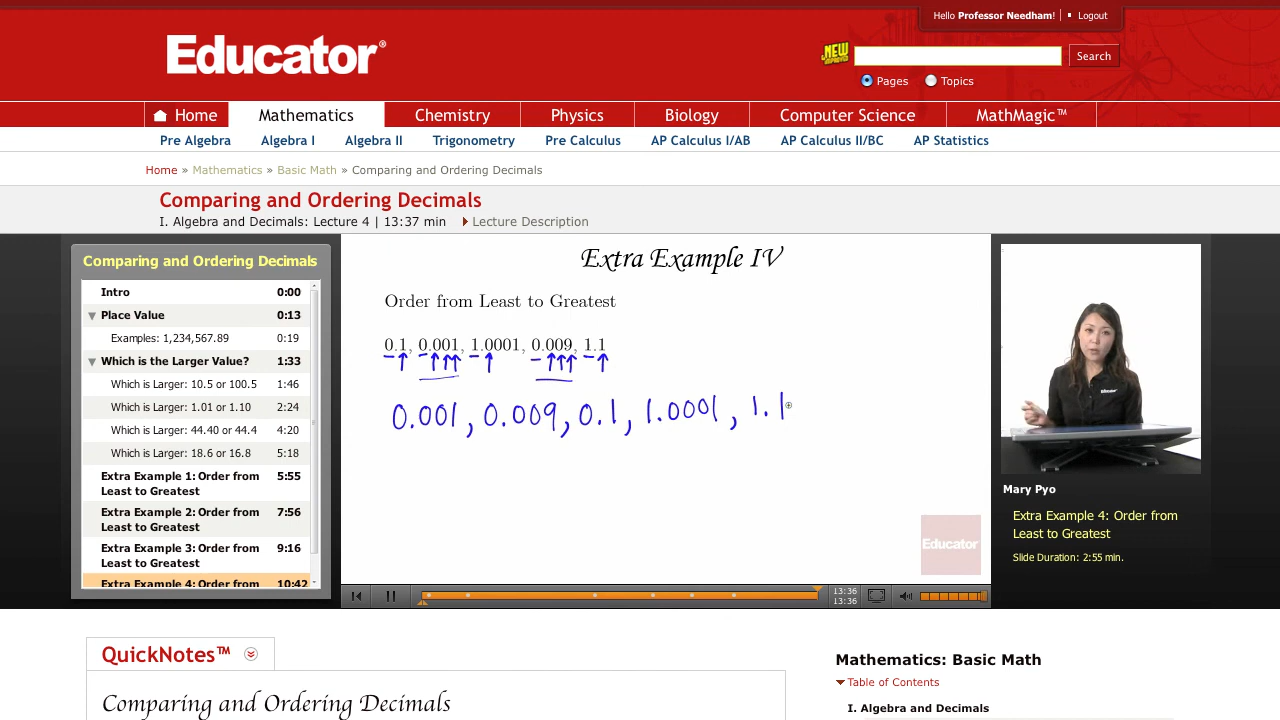 Hello Professor Needham! Logout
Educator®
NEW IMPROVED
Search
Pages Topics
Home Mathematics Chemistry Physics Biology Computer Science MathMagic™
Pre Algebra Algebra I Algebra II Trigonometry Pre Calculus AP Calculus I/AB AP Calculus II/BC AP Statistics
Home » Mathematics » Basic Math » Comparing and Ordering Decimals
Comparing and Ordering Decimals
I. Algebra and Decimals: Lecture 4 | 13:37 min Lecture Description
Comparing and Ordering Decimals
Intro 0:00
Place Value 0:13
Examples: 1,234,567.89 0:19
Which is the Larger Value? 1:33
Which is Larger: 10.5 or 100.5 1:46
Which is Larger: 1.01 or 1.10 2:24
Which is Larger: 44.40 or 44.4 4:20
Which is Larger: 18.6 or 16.8 5:18
Extra Example 1: Order from 5:55
Least to Greatest
Extra Example 2: Order from 7:56
Least to Greatest
Extra Example 3: Order from 9:16
Least to Greatest
Extra Example 4: Order from 10:42
Extra Example IV
Order from Least to Greatest
0.1, 0.001, 1.0001, 0.009, 1.1
0.001, 0.009, 0.1, 1.0001, 1.1
Educator
13:36
13:36
Educator
Mary Pyo
Extra Example 4: Order from
Least to Greatest
Slide Duration: 2:55 min.
QuickNotes™
Comparing and Ordering Decimals
Mathematics: Basic Math
Table of Contents
I. Algebra and Decimals